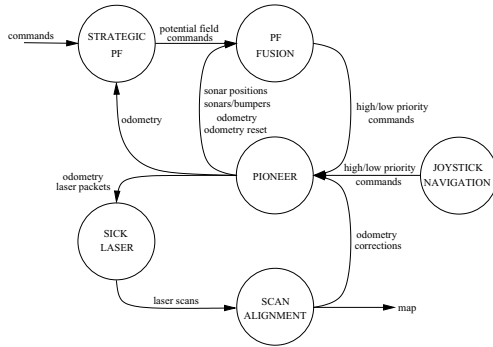 commands
STRATEGIC
PF
potential field
commands
PF
FUSION
sonar positions
sonars/bumpers
odometry
odometry reset
odometry
high/low priority
commands
PIONEER
high/low priority
commands
JOYSTICK
NAVIGATION
odometry
laser packets
SICK
LASER
odometry
corrections
laser scans
SCAN
ALIGNMENT
map